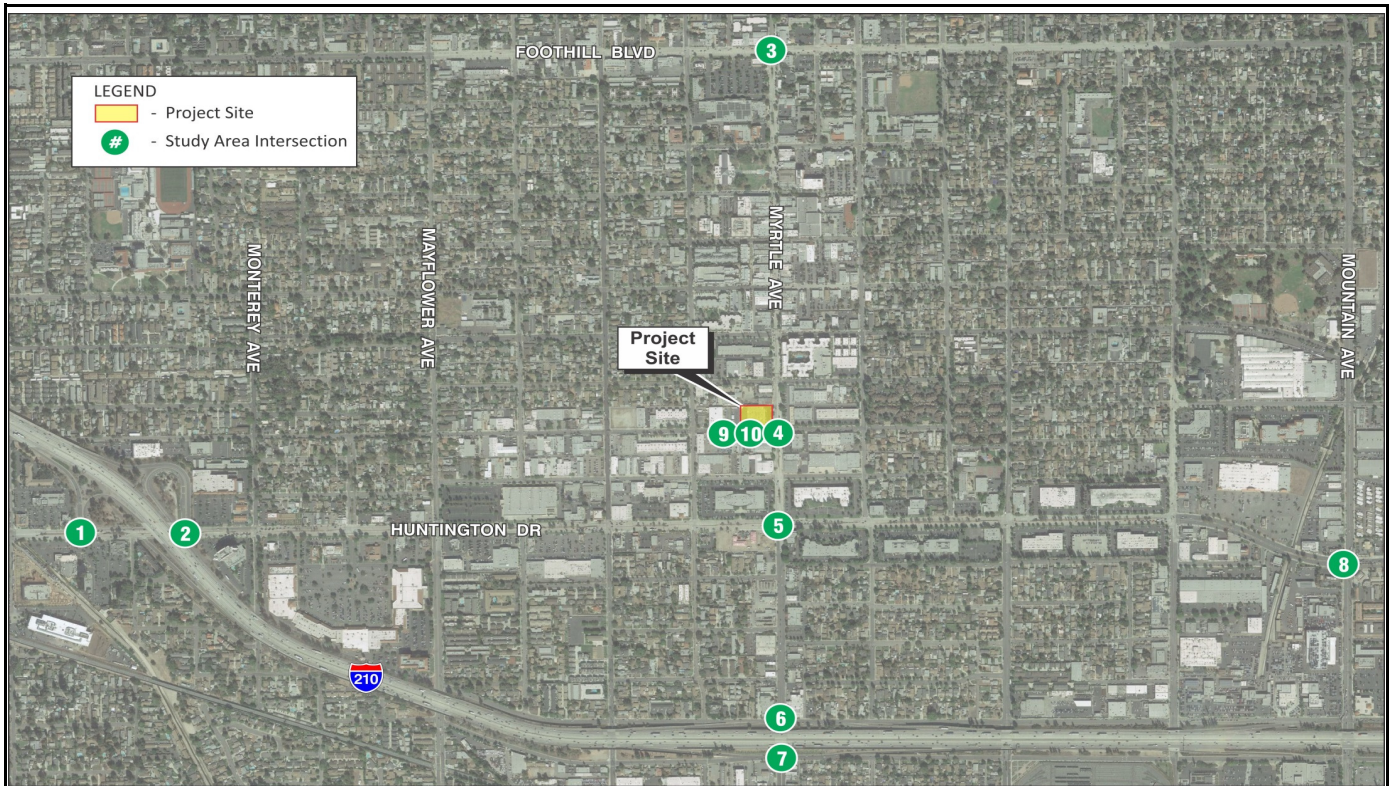 FOOTHILL BLVD
3
LEGEND
- Project Site
# - Study Area Intersection
MYRTLE AVE
MONTEREY AVE
MAYFLOWER AVE
MOUNTAIN AVE
Project
Site
9 10 4
1
2
HUNTINGTON DR
5
8
210
6
7